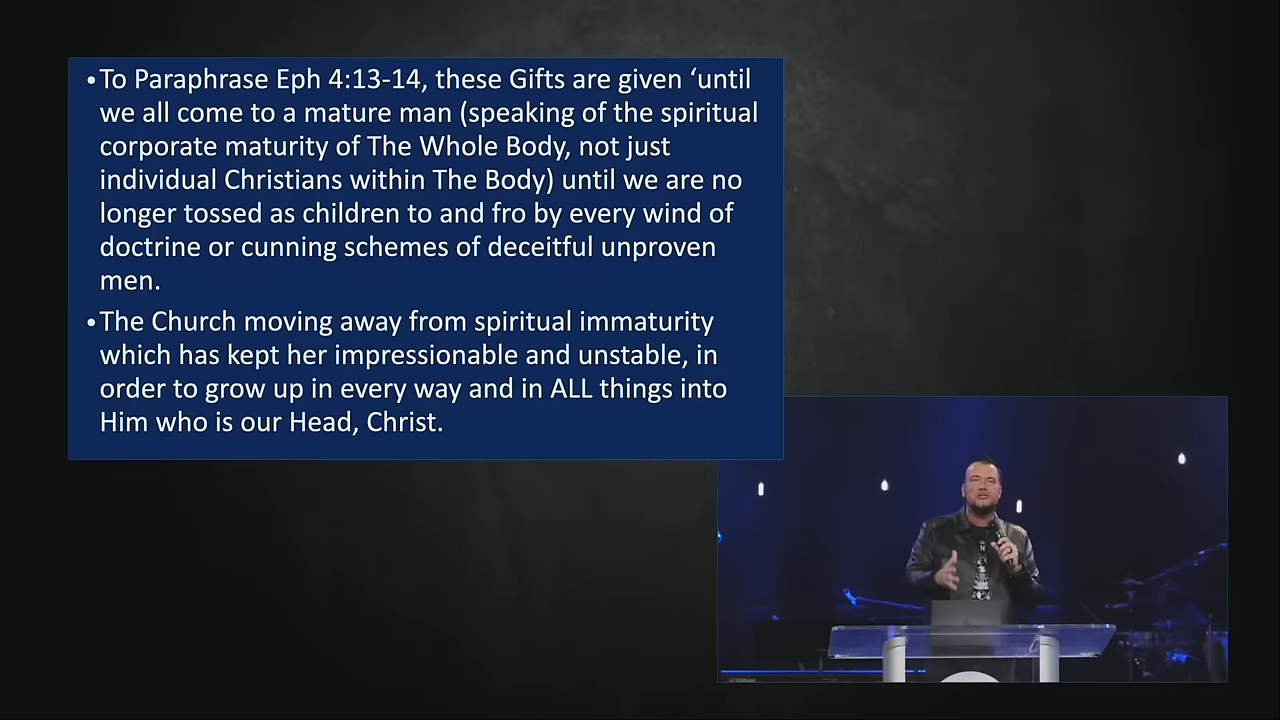 •To Paraphrase Eph 4:13-14, these Gifts are given ‘until
we all come to a mature man (speaking of the spiritual
corporate maturity of The Whole Body, not just
individual Christians within The Body) until we are no
longer tossed as children to and fro by every wind of
doctrine or cunning schemes of deceitful unproven
men.
•The Church moving away from spiritual immaturity
which has kept her impressionable and unstable, in
order to grow up in every way and in ALL things into
Him who is our Head, Christ.